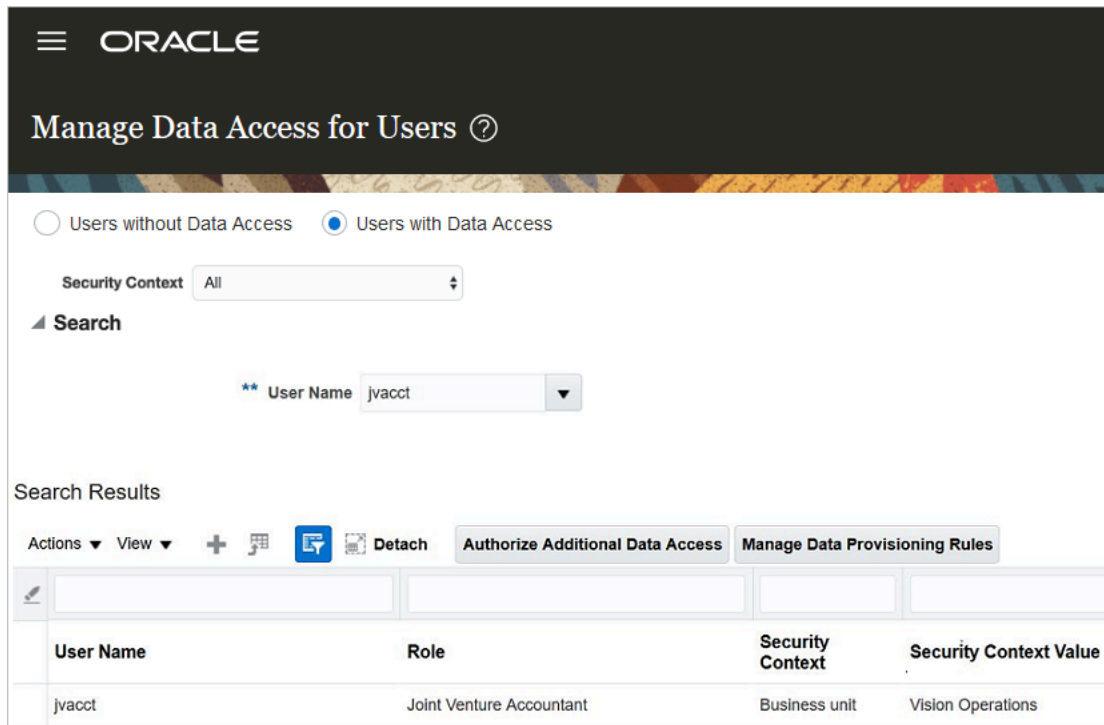 ORACLE
Manage Data Access for Users ?
Users without Data Access Users with Data Access
Security Context All
Search
** User Name jvacct
Search Results
Actions View Detach Authorize Additional Data Access Manage Data Provisioning Rules
User Name Role Security Context Security Context Value
jvacct Joint Venture Accountant Business unit Vision Operations